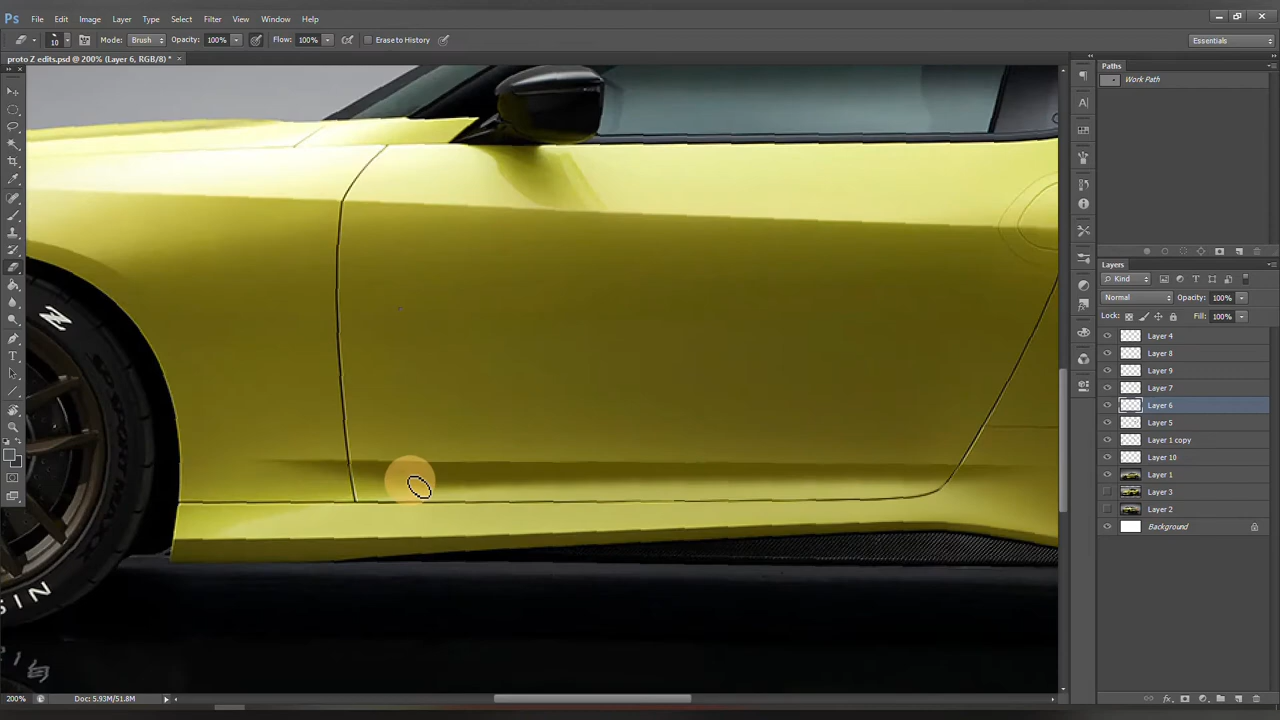 Ps File Edit Image Layer Type Select Filter View Window Help
10 Mode: Brush Opacity: 100% Flow: 100% Erase to History Essentials
proto Z edits.psd @ 200% (Layer 6, RGB/8) * ×
Paths
Work Path
Z
Layers
Kind
Normal Opacity: 100%
Lock: Fill: 100%
Layer 4
Layer 8
Layer 9
Layer 7
Layer 6
Layer 5
Layer 1 copy
Layer 10
Layer 1
Layer 3
Layer 2
Background
200% Doc: 5.93M/51.8M